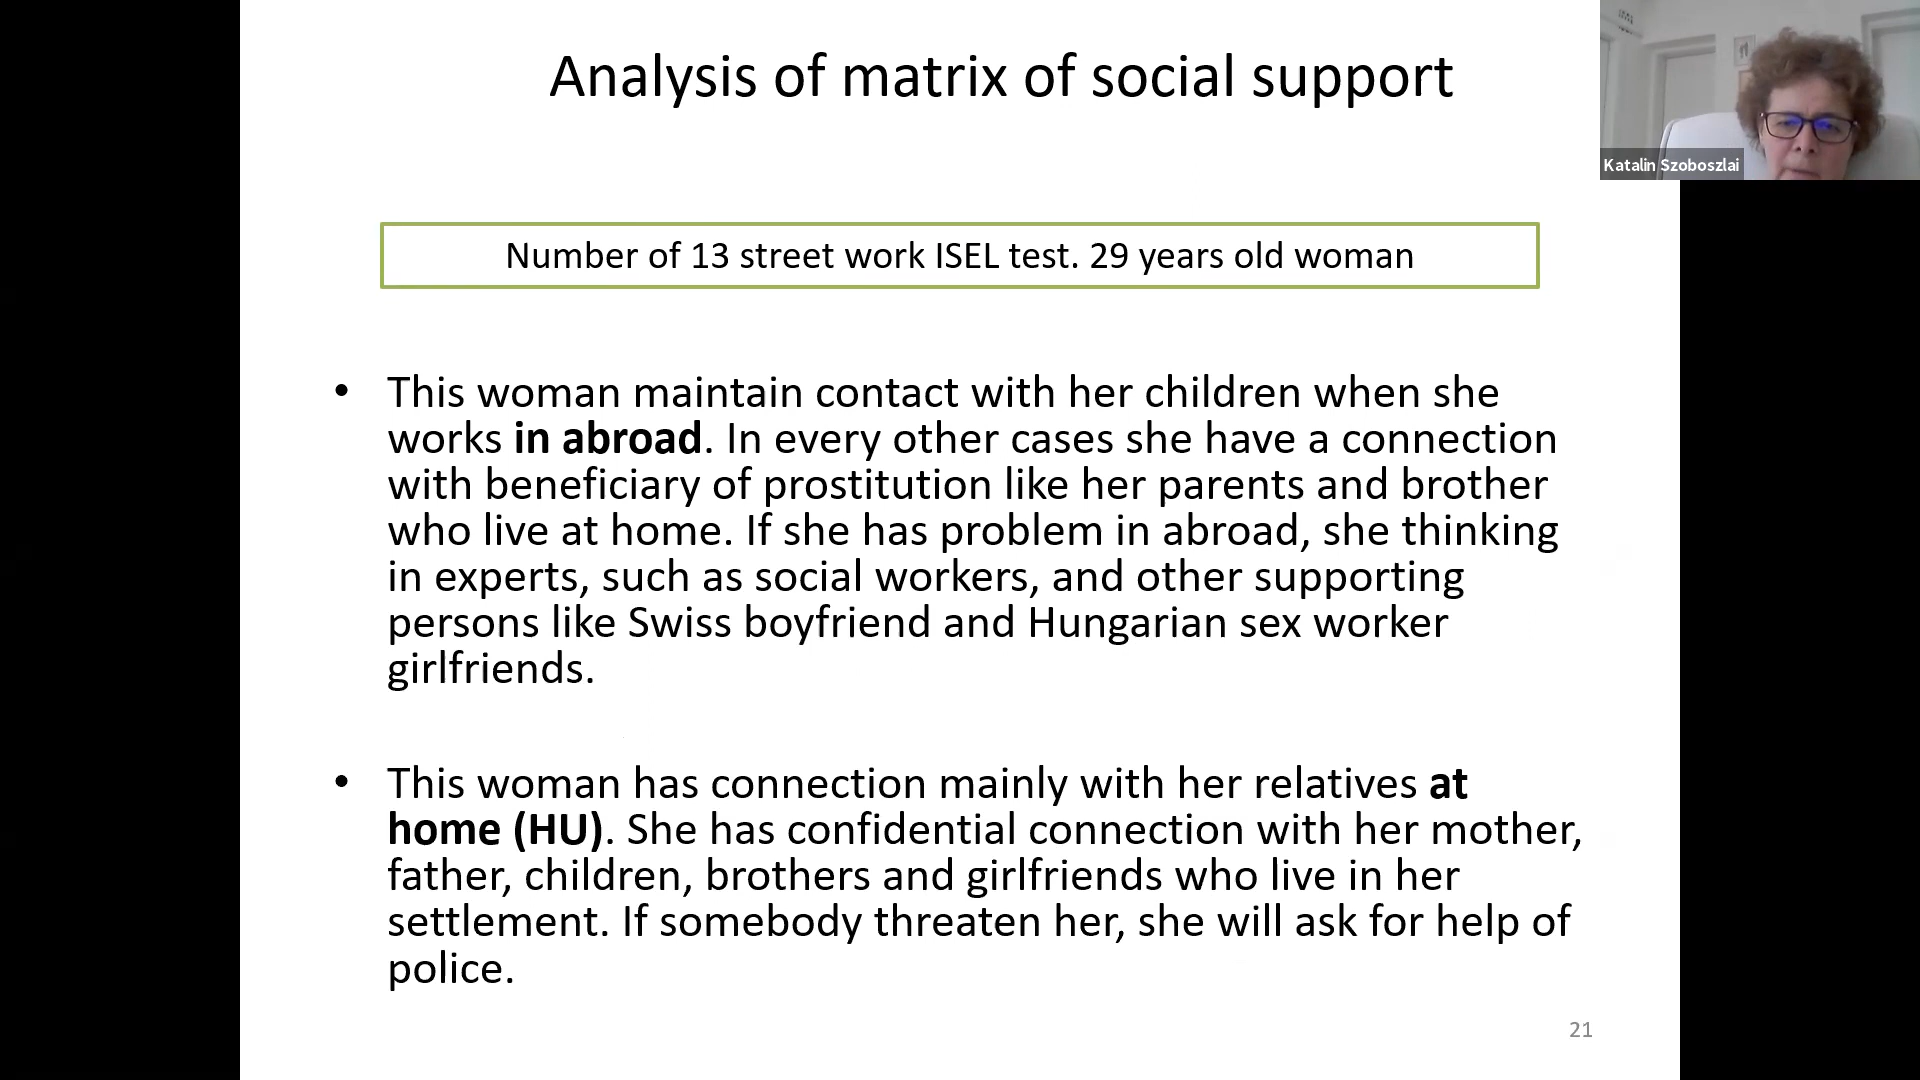 Analysis of matrix of social support
Katalin Szoboszlai
Number of 13 street work ISEL test. 29 years old woman
• This woman maintain contact with her children when she
works in abroad. In every other cases she have a connection
with beneficiary of prostitution like her parents and brother
who live at home. If she has problem in abroad, she thinking
in experts, such as social workers, and other supporting
persons like Swiss boyfriend and Hungarian sex worker
girlfriends.
• This woman has connection mainly with her relatives at
home (HU). She has confidential connection with her mother,
father, children, brothers and girlfriends who live in her
settlement. If somebody threaten her, she will ask for help of
police.
21